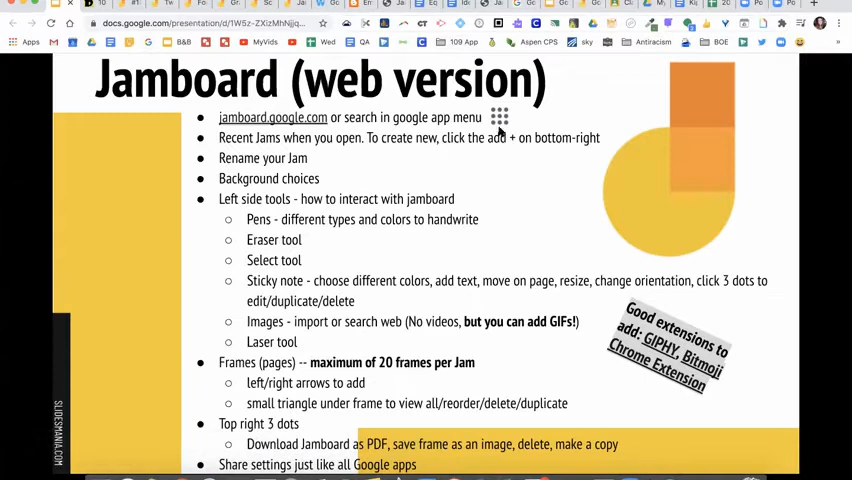 docs.google.com/presentation/d/1W5z-ZXizMhNjjq...
Apps
B&B
MyVids
Wed
QA
109 App
Aspen CPS
sky
Antiracism
BOE
Jamboard (web version)
● jamboard.google.com or search in google app menu
● Recent Jams when you open. To create new, click the add + on bottom-right
● Rename your Jam
● Background choices
● Left side tools - how to interact with jamboard
○ Pens - different types and colors to handwrite
○ Eraser tool
○ Select tool
○ Sticky note - choose different colors, add text, move on page, resize, change orientation, click 3 dots to
edit/duplicate/delete
○ Images - import or search web (No videos, but you can add GIFs!)
○ Laser tool
● Frames (pages) -- maximum of 20 frames per Jam
○ left/right arrows to add
○ small triangle under frame to view all/reorder/delete/duplicate
● Top right 3 dots
○ Download Jamboard as PDF, save frame as an image, delete, make a copy
● Share settings just like all Google apps
Good extensions to
add: GIPHY, Bitmoji
Chrome Extension
SLIDESMANIA.COM